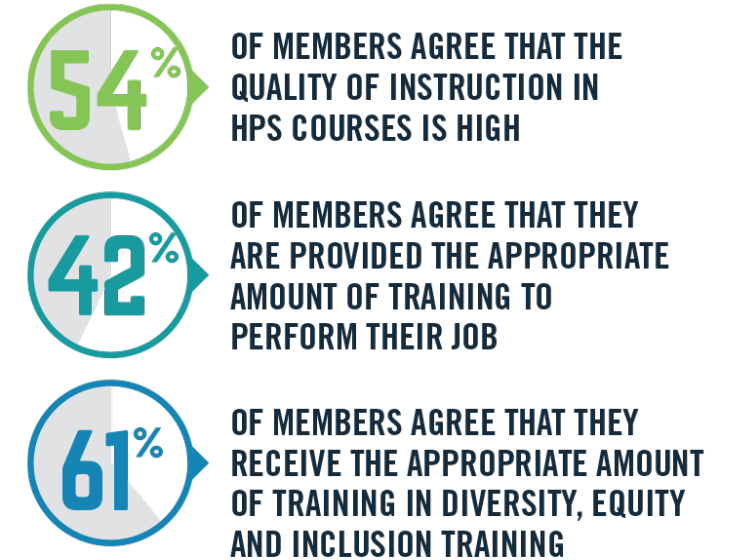 54%
OF MEMBERS AGREE THAT THE
QUALITY OF INSTRUCTION IN
HPS COURSES IS HIGH
42%
OF MEMBERS AGREE THAT THEY
ARE PROVIDED THE APPROPRIATE
AMOUNT OF TRAINING TO
PERFORM THEIR JOB
61%
OF MEMBERS AGREE THAT THEY
RECEIVE THE APPROPRIATE AMOUNT
OF TRAINING IN DIVERSITY, EQUITY
AND INCLUSION TRAINING